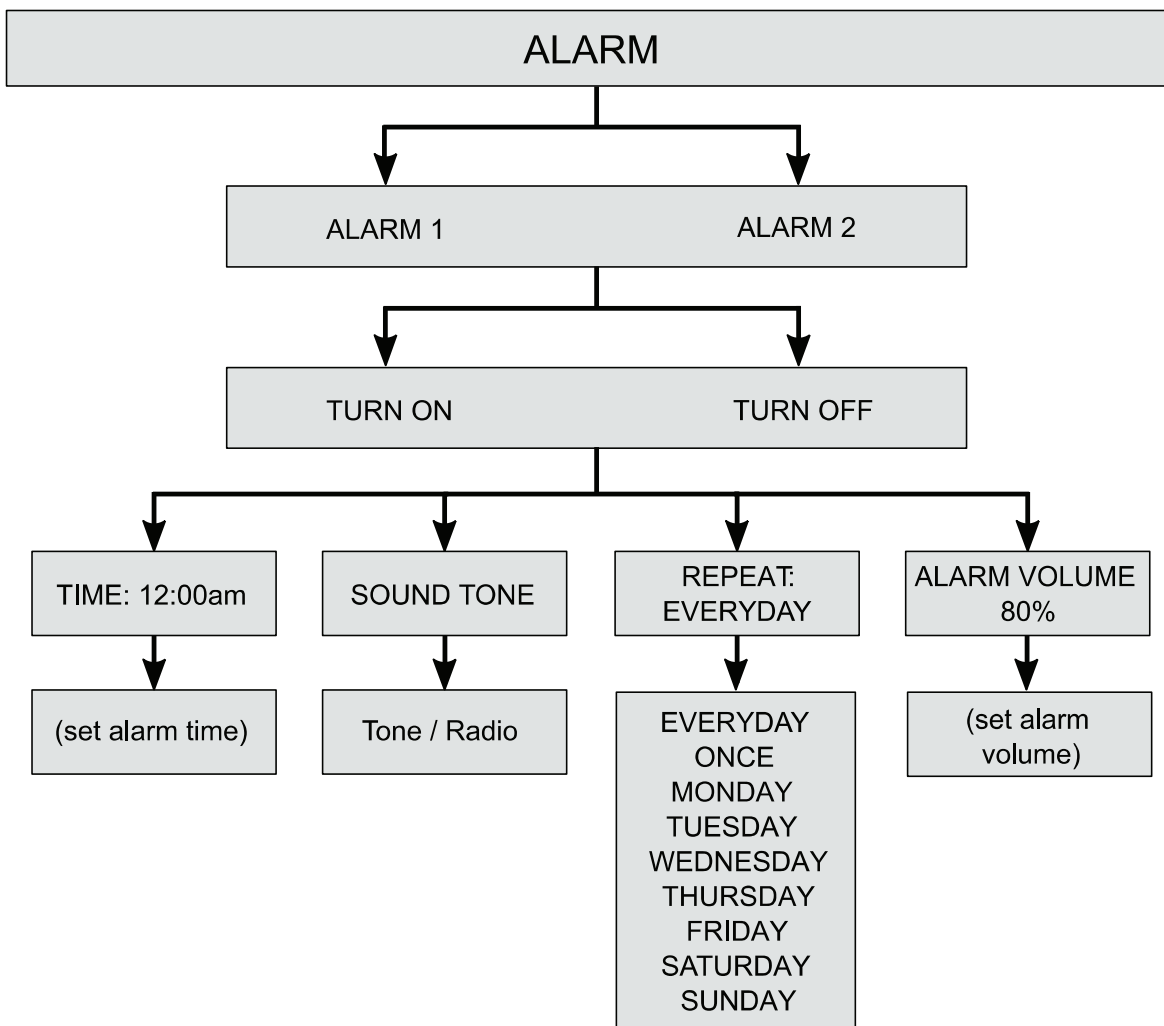 ALARM
ALARM 1
ALARM 2
TURN ON
TURN OFF
TIME: 12:00am
SOUND TONE
REPEAT:
EVERYDAY
ALARM VOLUME
80%
(set alarm time)
Tone / Radio
EVERYDAY
ONCE
MONDAY
TUESDAY
WEDNESDAY
THURSDAY
FRIDAY
SATURDAY
SUNDAY
(set alarm
volume)